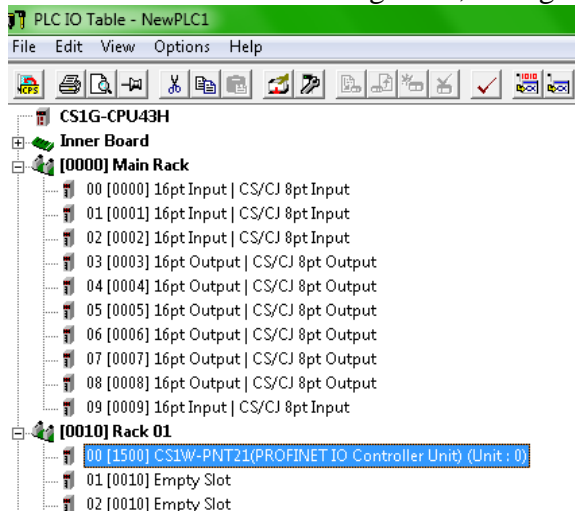 PLC IO Table - NewPLC1
File Edit View Options Help
CS1G-CPU43H
Inner Board
[0000] Main Rack
00 [0000] 16pt Input | CS/CJ 8pt Input
01 [0001] 16pt Input | CS/CJ 8pt Input
02 [0002] 16pt Input | CS/CJ 8pt Input
03 [0003] 16pt Output | CS/CJ 8pt Output
04 [0004] 16pt Output | CS/CJ 8pt Output
05 [0005] 16pt Output | CS/CJ 8pt Output
06 [0006] 16pt Output | CS/CJ 8pt Output
07 [0007] 16pt Output | CS/CJ 8pt Output
08 [0008] 16pt Output | CS/CJ 8pt Output
09 [0009] 16pt Input | CS/CJ 8pt Input
[0010] Rack 01
00 [1500] CS1W-PNT21(PROFINET IO Controller Unit) (Unit : 0)
01 [0010] Empty Slot
02 [0010] Empty Slot